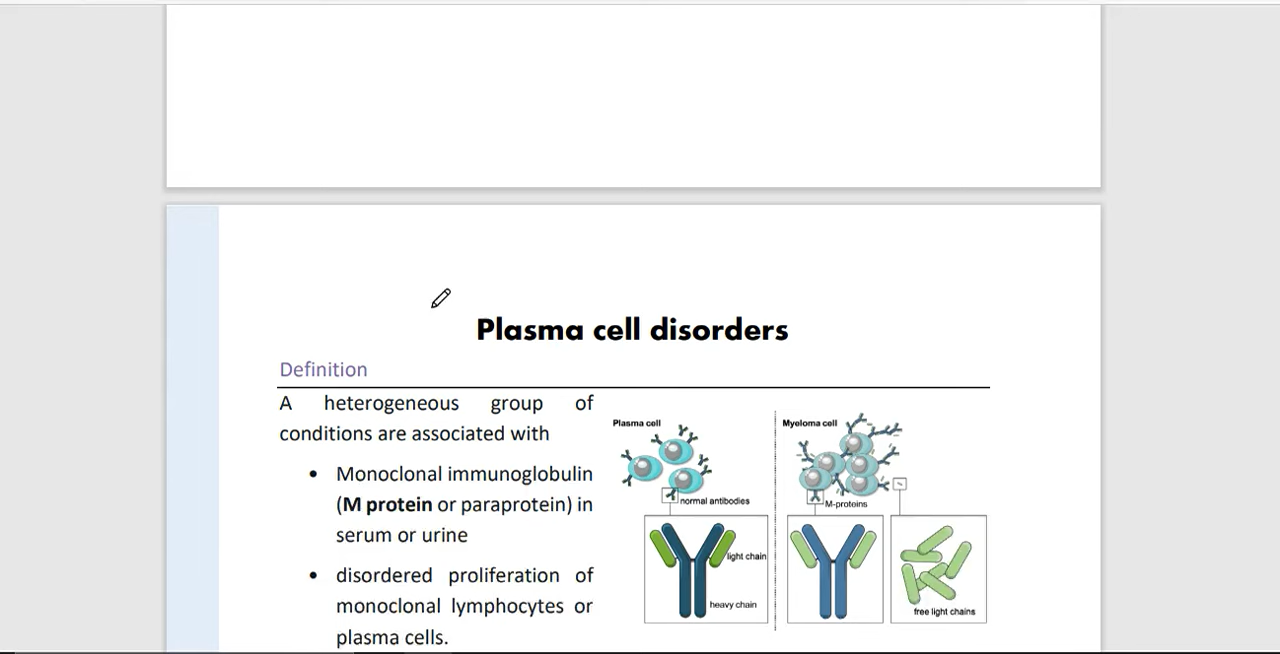 Plasma cell disorders
Definition
A heterogeneous group of
conditions are associated with
• Monoclonal immunoglobulin
(M protein or paraprotein) in
serum or urine
• disordered proliferation of
monoclonal lymphocytes or
plasma cells.
Plasma cell
normal antibodies
light chain
heavy chain
Myeloma cell
M-proteins
free light chains